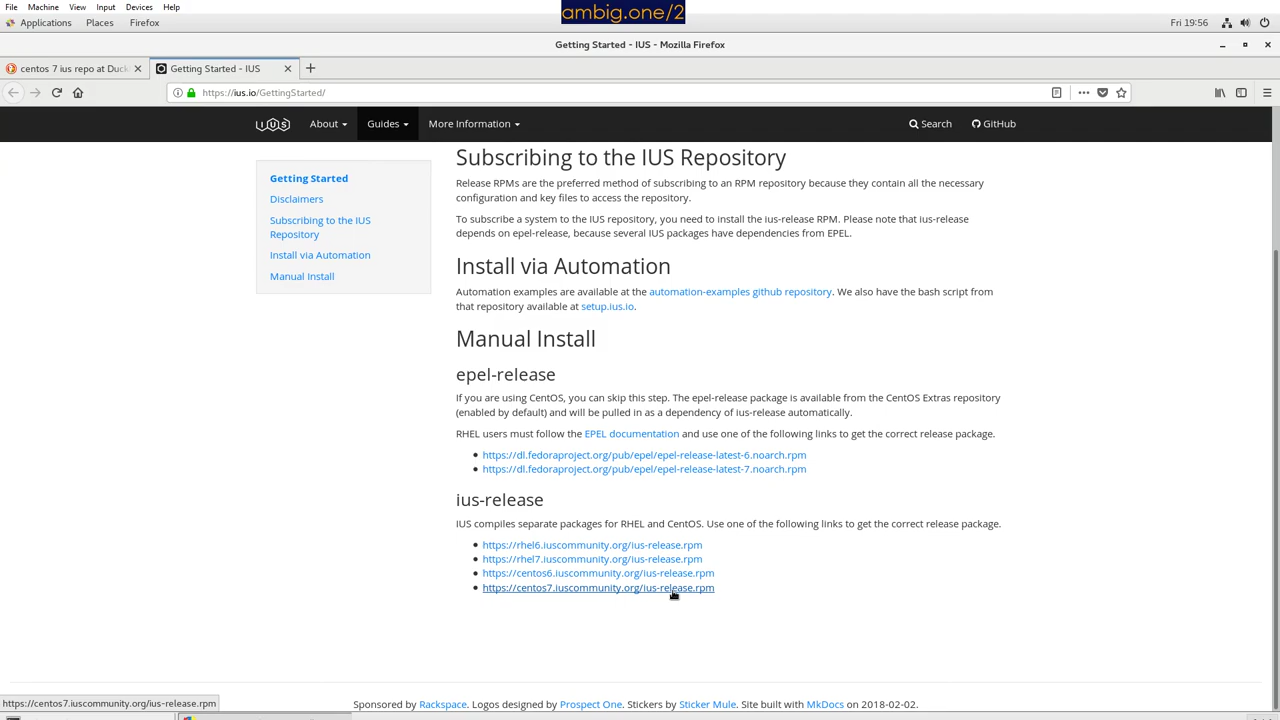 File Machine View Input Devices Help
ambig.one/2
Applications Places Firefox Fri 19:56
Getting Started - IUS - Mozilla Firefox
centos 7 ius repo at Duck
Getting Started - IUS
https://ius.io/GettingStarted/
IUS About Guides More Information Search GitHub
Getting Started
Disclaimers
Subscribing to the IUS
Repository
Install via Automation
Manual Install
Subscribing to the IUS Repository
Release RPMs are the preferred method of subscribing to an RPM repository because they contain all the necessary
configuration and key files to access the repository.
To subscribe a system to the IUS repository, you need to install the ius-release RPM. Please note that ius-release
depends on epel-release, because several IUS packages have dependencies from EPEL.
Install via Automation
Automation examples are available at the automation-examples github repository. We also have the bash script from
that repository available at setup.ius.io.
Manual Install
epel-release
If you are using CentOS, you can skip this step. The epel-release package is available from the CentOS Extras repository
(enabled by default) and will be pulled in as a dependency of ius-release automatically.
RHEL users must follow the EPEL documentation and use one of the following links to get the correct release package.
https://dl.fedoraproject.org/pub/epel/epel-release-latest-6.noarch.rpm
https://dl.fedoraproject.org/pub/epel/epel-release-latest-7.noarch.rpm
ius-release
IUS compiles separate packages for RHEL and CentOS. Use one of the following links to get the correct release package.
https://rhel6.iuscommunity.org/ius-release.rpm
https://rhel7.iuscommunity.org/ius-release.rpm
https://centos6.iuscommunity.org/ius-release.rpm
https://centos7.iuscommunity.org/ius-release.rpm
https://centos7.iuscommunity.org/ius-release.rpm
Sponsored by Rackspace. Logos designed by Prospect One. Stickers by Sticker Mule. Site built with MkDocs on 2018-02-02.